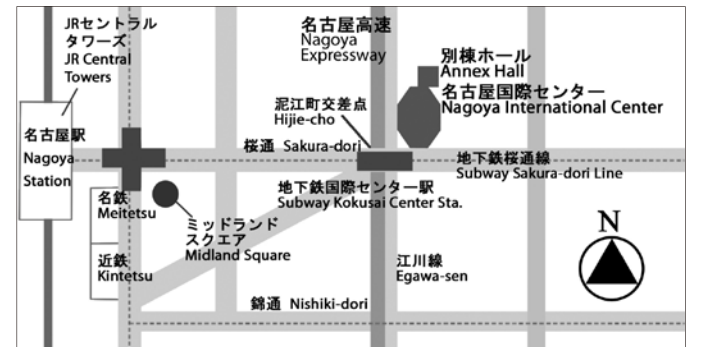 JRセントラル
タワーズ
JR Central
Towers
名古屋高速
Nagoya
Expressway
別棟ホール
Annex Hall
名古屋国際センター
Nagoya International Center
泥江町交差点
Hijie-cho
名古屋駅
Nagoya
Station
桜通 Sakura-dori
地下鉄桜通線
Subway Sakura-dori Line
地下鉄国際センター駅
Subway Kokusai Center Sta.
名鉄
Meitetsu
ミッドランド
スクエア
Midland Square
近鉄
Kintetsu
江川線
Egawa-sen
N
錦通 Nishiki-dori